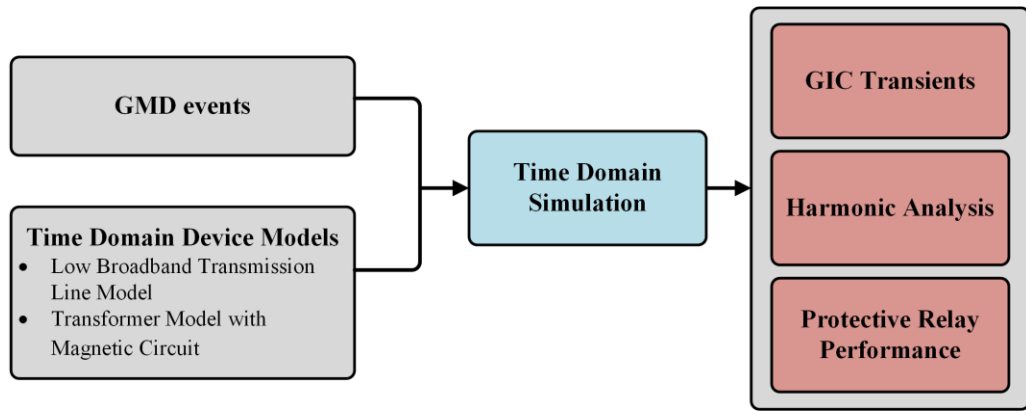 GMD events
Time Domain Device Models
• Low Broadband Transmission
Line Model
• Transformer Model with
Magnetic Circuit
Time Domain
Simulation
GIC Transients
Harmonic Analysis
Protective Relay
Performance